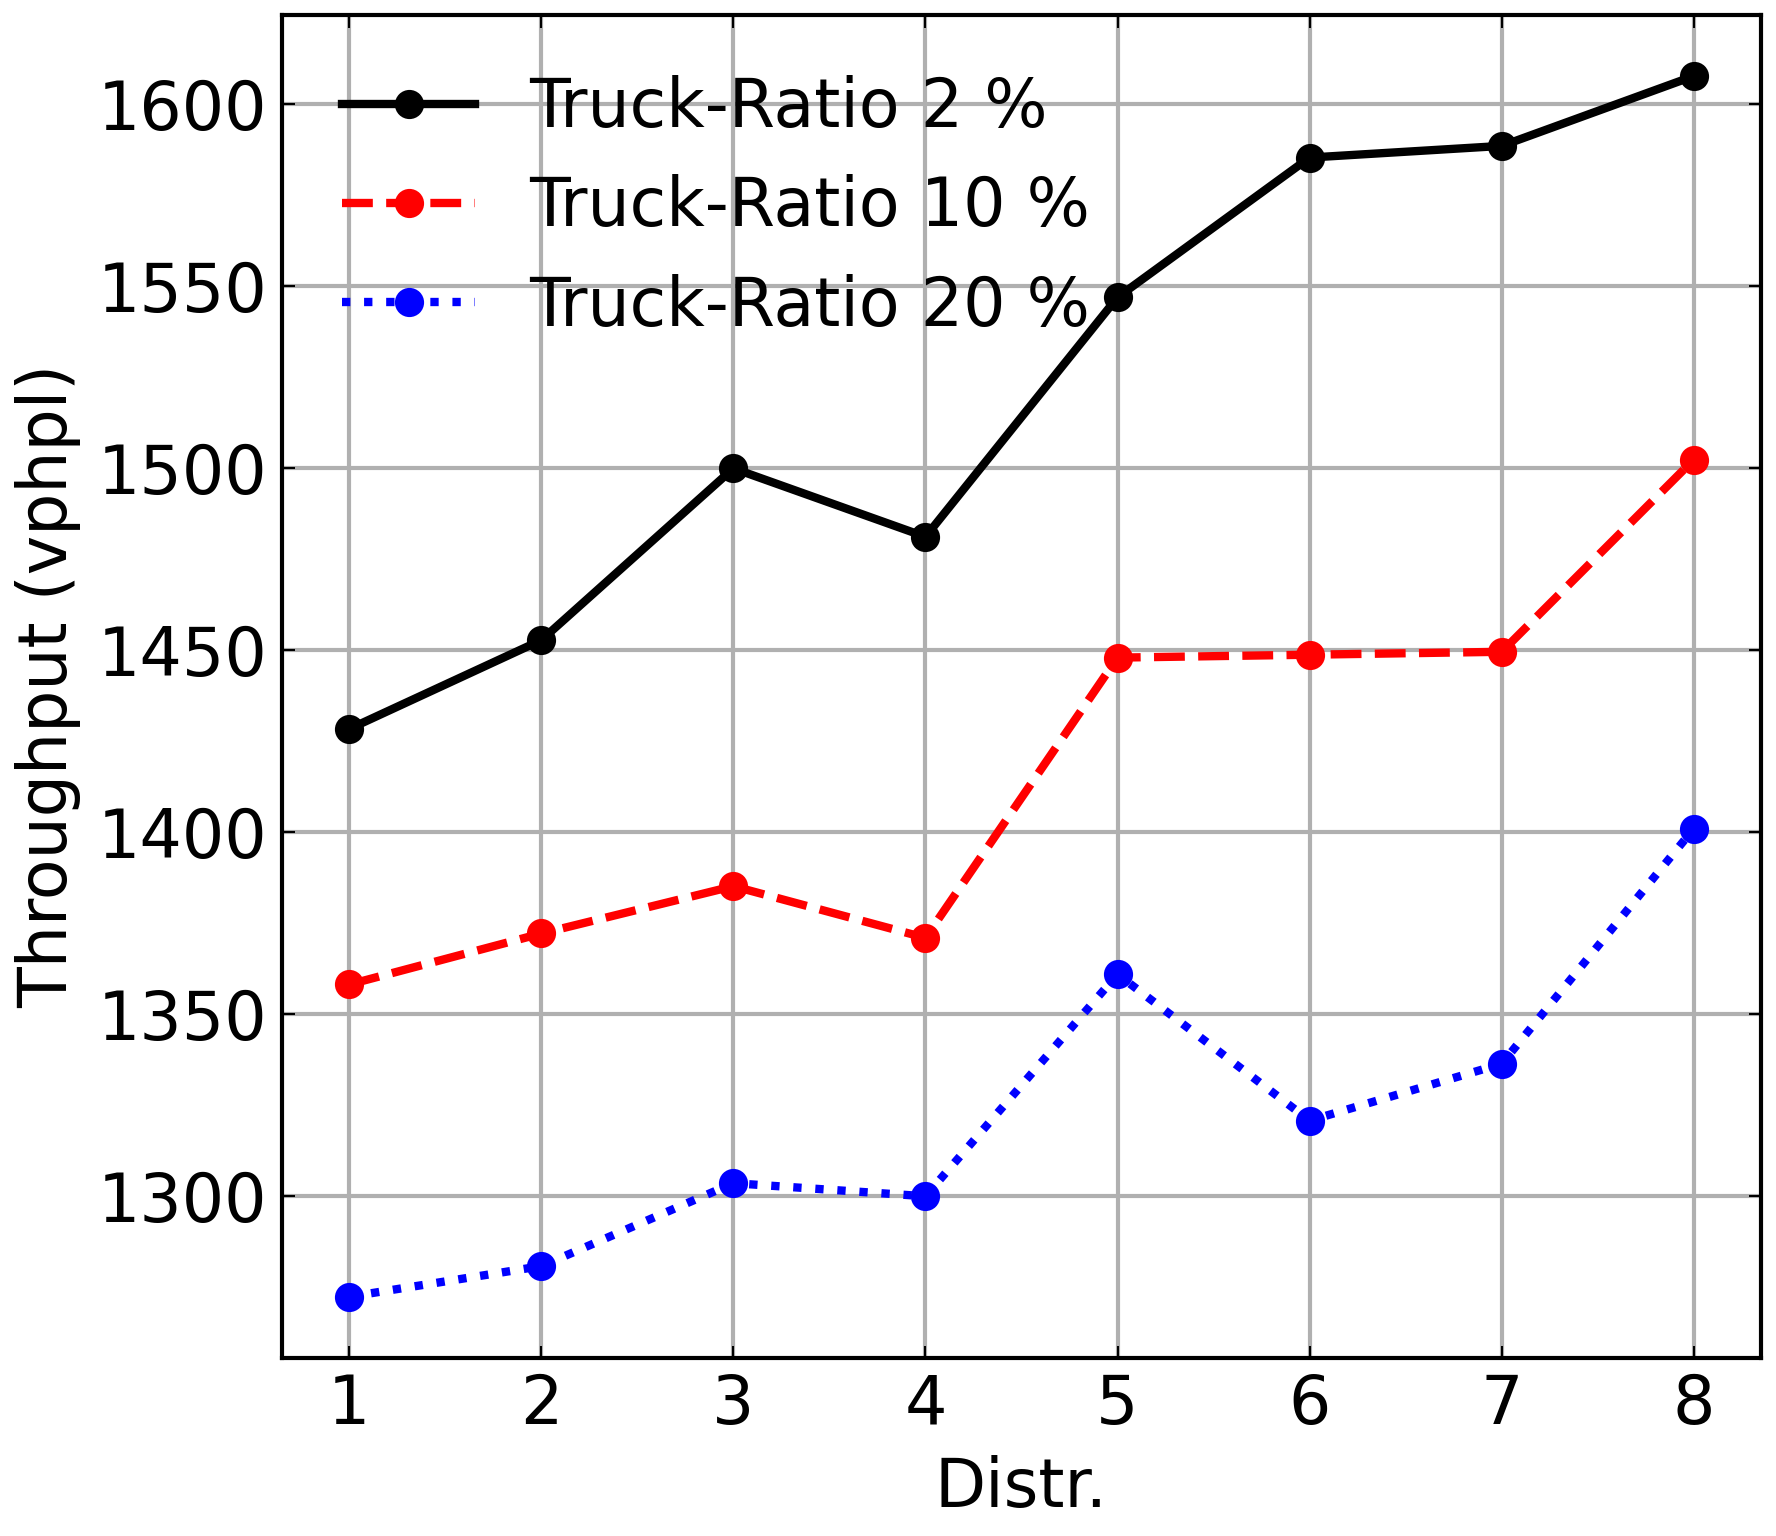 Truck-Ratio 2 %
Truck-Ratio 10 %
Truck-Ratio 20 %
1600
1550
1500
1450
1400
1350
1300
Throughput (vphpl)
1 2 3 4 5 6 7 8
Distr.